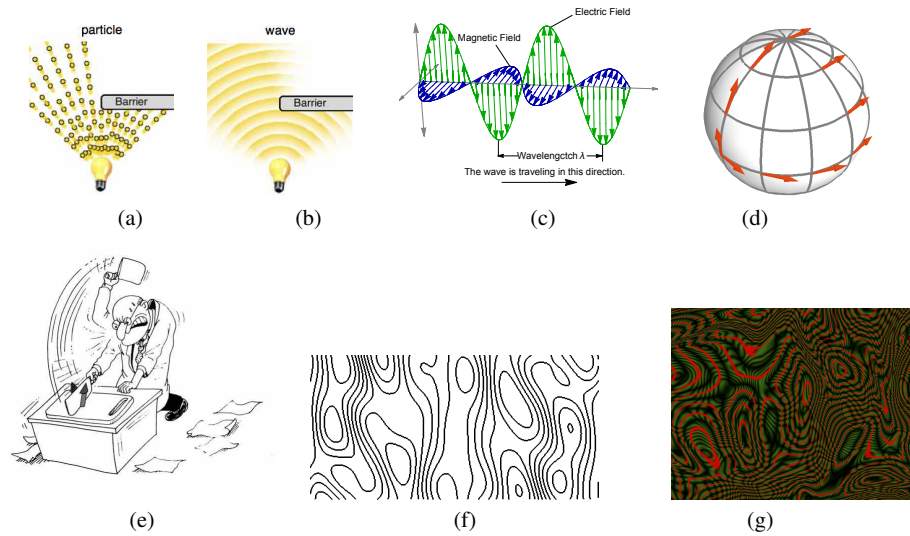 particle
wave
Barrier
Barrier
Electric Field
Magnetic Field
Wavelengctch λ
The wave is traveling in this direction.
(a)
(b)
(c)
(d)
(e)
(f)
(g)